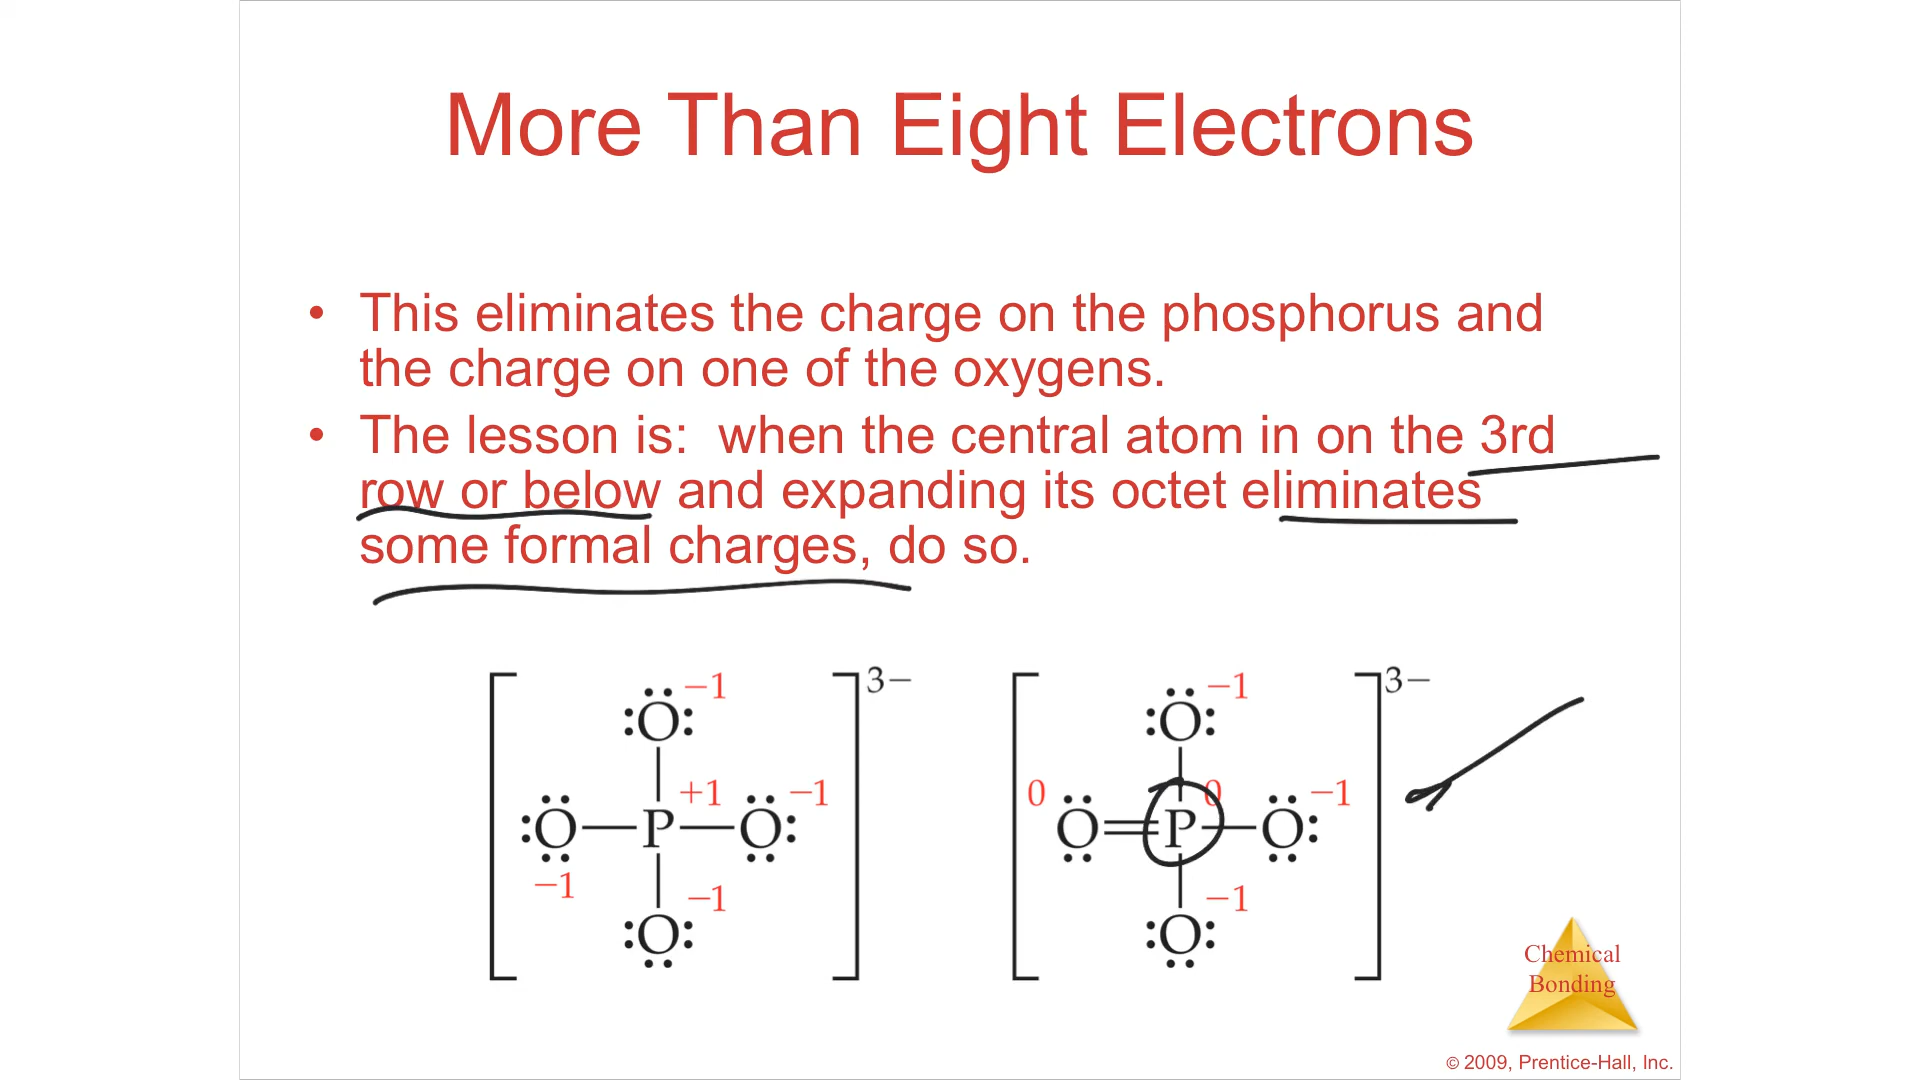 More Than Eight Electrons
• This eliminates the charge on the phosphorus and
the charge on one of the oxygens.
• The lesson is:  when the central atom in on the 3rd
row or below and expanding its octet eliminates
some formal charges, do so.
3− 3−
−1 −1
:O: :O:
+1 −1 0 0 −1
:O—P—O: O=P—O:
−1 −1 −1
:O: :O:
Chemical
Bonding
© 2009, Prentice-Hall, Inc.